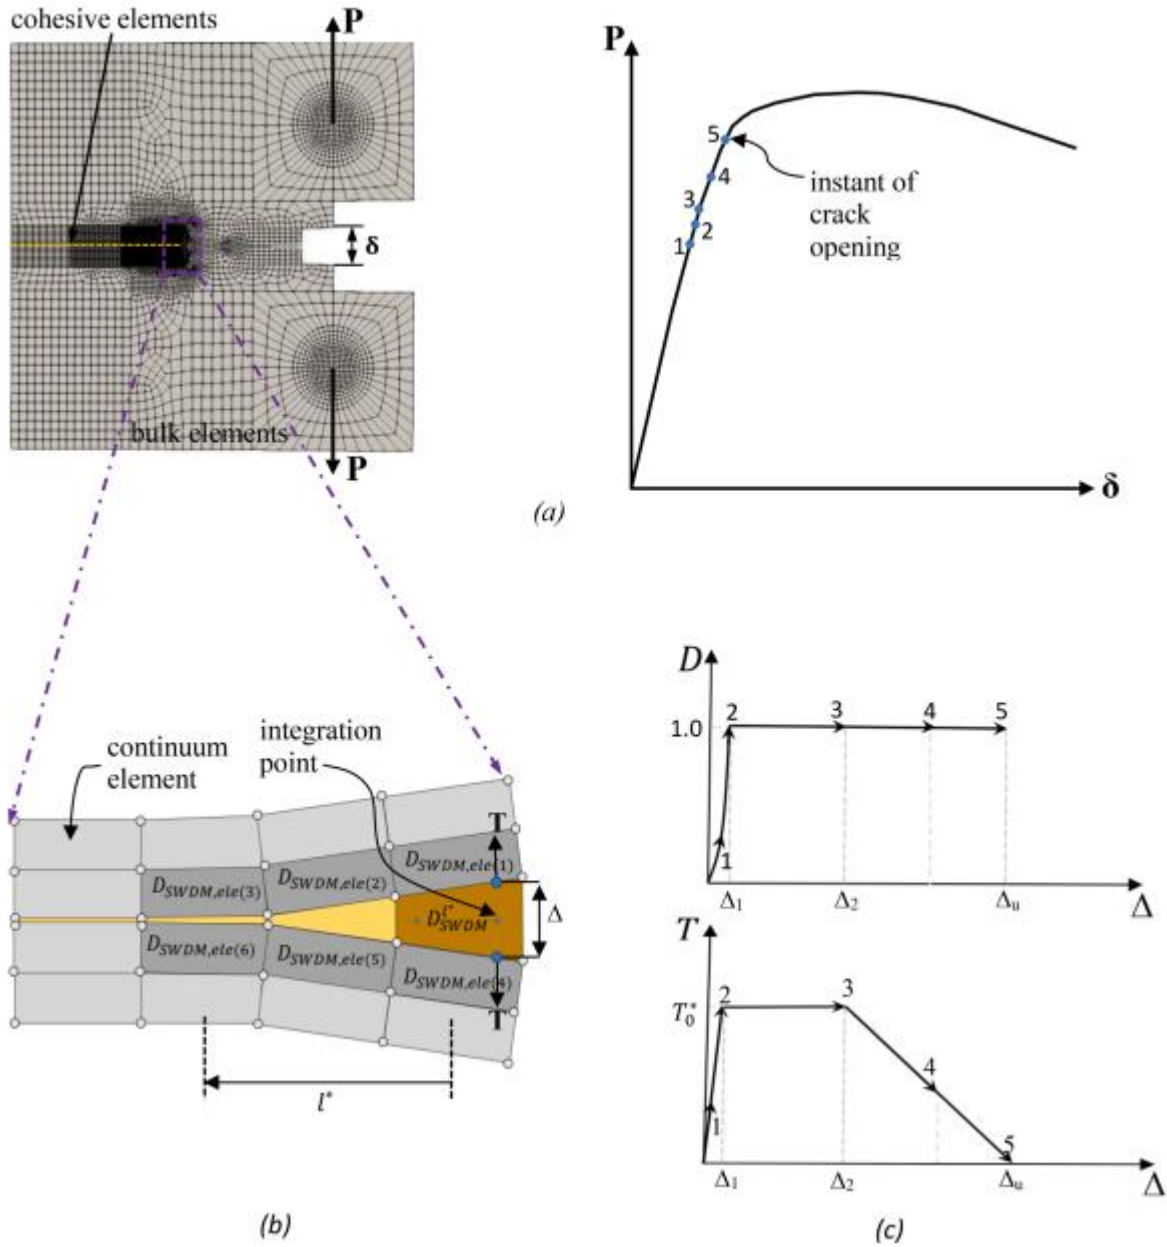 cohesive elements
P
δ
bulk elements
P
P
5
4
3
2
1
instant of
crack
opening
δ
(a)
continuum
element
integration
point
T
D_SWDM,ele(1)
D_SWDM,ele(2)
D_SWDM,ele(3)
D^{l*}_SWDM
Δ
D_SWDM,ele(6)
D_SWDM,ele(5)
D_SWDM,ele(4)
T
l*
(b)
D
1.0
2
3
4
5
1
Δ₁
Δ₂
Δᵤ
Δ
T
T₀*
2
3
4
1
5
Δ₁
Δ₂
Δᵤ
Δ
(c)